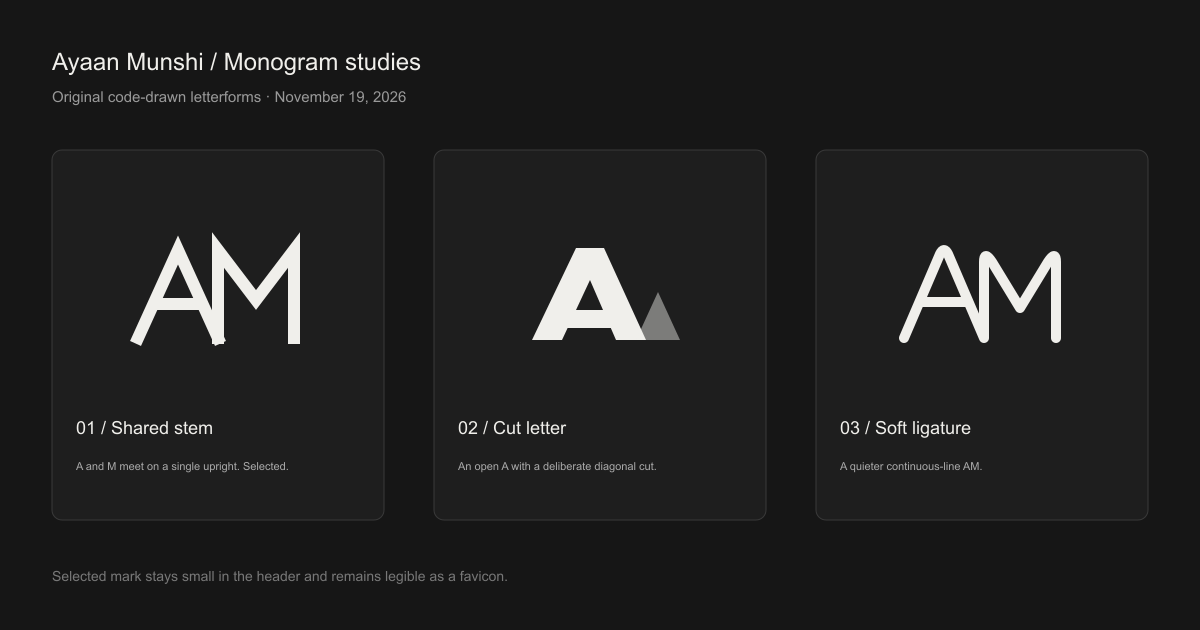 Ayaan Munshi / Monogram studies
Original code-drawn letterforms · November 19, 2026
AM
01 / Shared stem
A and M meet on a single upright. Selected.
A
02 / Cut letter
An open A with a deliberate diagonal cut.
AM
03 / Soft ligature
A quieter continuous-line AM.
Selected mark stays small in the header and remains legible as a favicon.